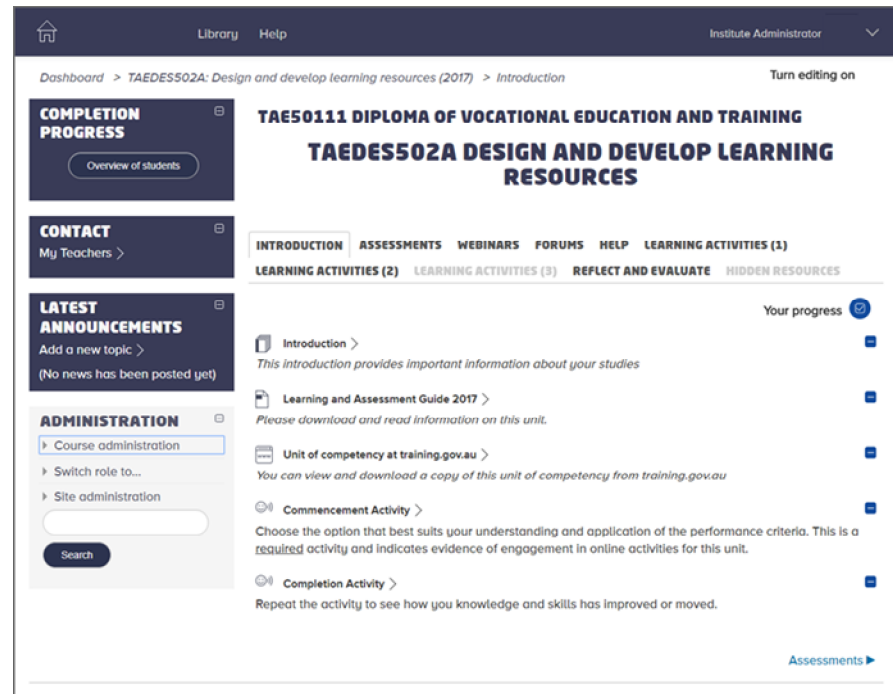 Library Help Institute Administrator
Dashboard > TAEDES502A: Design and develop learning resources (2017) > Introduction Turn editing on
COMPLETION
PROGRESS
Overview of students
CONTACT
My Teachers >
LATEST
ANNOUNCEMENTS
Add a new topic >
(No news has been posted yet)
ADMINISTRATION
Course administration
Switch role to...
Site administration
Search
TAE50111 DIPLOMA OF VOCATIONAL EDUCATION AND TRAINING
TAEDES502A DESIGN AND DEVELOP LEARNING
RESOURCES
INTRODUCTION ASSESSMENTS WEBINARS FORUMS HELP LEARNING ACTIVITIES (1)
LEARNING ACTIVITIES (2) LEARNING ACTIVITIES (3) REFLECT AND EVALUATE HIDDEN RESOURCES
Your progress
Introduction >
This introduction provides important information about your studies
Learning and Assessment Guide 2017 >
Please download and read information on this unit.
Unit of competency at training.gov.au >
You can view and download a copy of this unit of competency from training.gov.au
Commencement Activity >
Choose the option that best suits your understanding and application of the performance criteria. This is a
required activity and indicates evidence of engagement in online activities for this unit.
Completion Activity >
Repeat the activity to see how you knowledge and skills has improved or moved.
Assessments